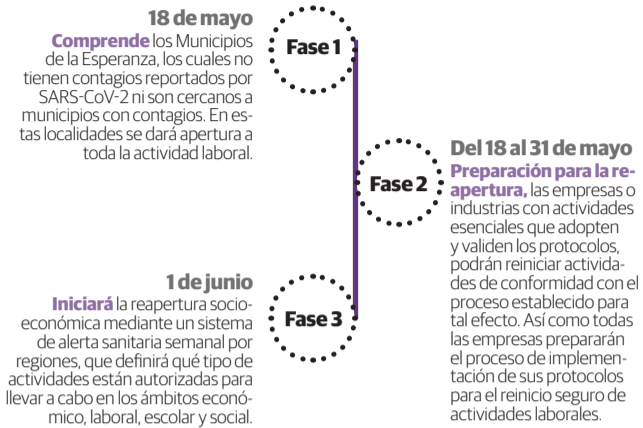 18 de mayo
Comprende los Municipios
de la Esperanza, los cuales no
tienen contagios reportados por
SARS-CoV-2 ni son cercanos a
municipios con contagios. En es-
tas localidades se dará apertura a
toda la actividad laboral.
Fase 1
Fase 2
Del 18 al 31 de mayo
Preparación para la re-
apertura, las empresas o
industrias con actividades
esenciales que adopten
y validen los protocolos,
podrán reiniciar activida-
des de conformidad con el
proceso establecido para
tal efecto. Así como todas
las empresas prepararán
el proceso de implemen-
tación de sus protocolos
para el reinicio seguro de
actividades laborales.
1 de junio
Iniciará la reapertura socio-
económica mediante un sistema
de alerta sanitaria semanal por
regiones, que definirá qué tipo de
actividades están autorizadas para
llevar a cabo en los ámbitos econó-
mico, laboral, escolar y social.
Fase 3